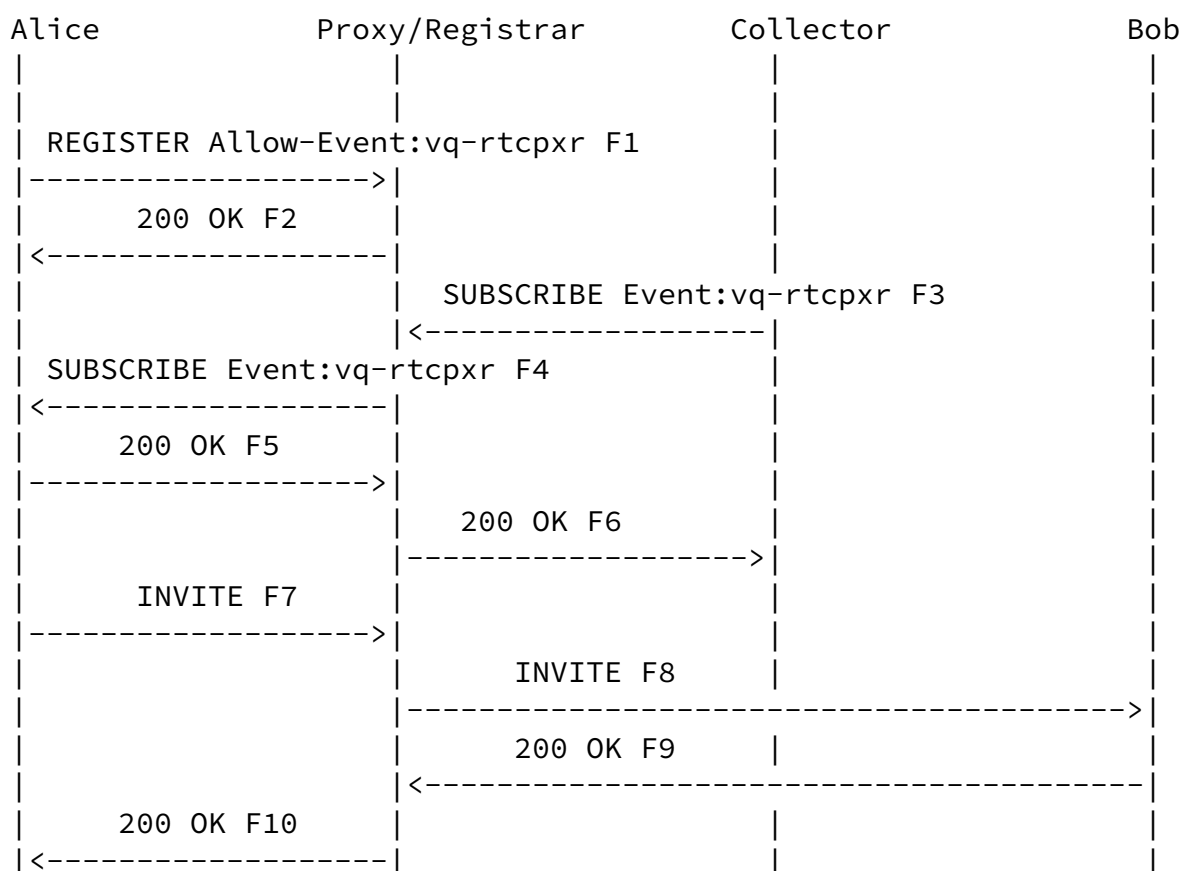 Alice Proxy/Registrar Collector Bob
REGISTER Allow-Event:vq-rtcpxr F1
200 OK F2
SUBSCRIBE Event:vq-rtcpxr F3
SUBSCRIBE Event:vq-rtcpxr F4
200 OK F5
200 OK F6
INVITE F7
INVITE F8
200 OK F9
200 OK F10